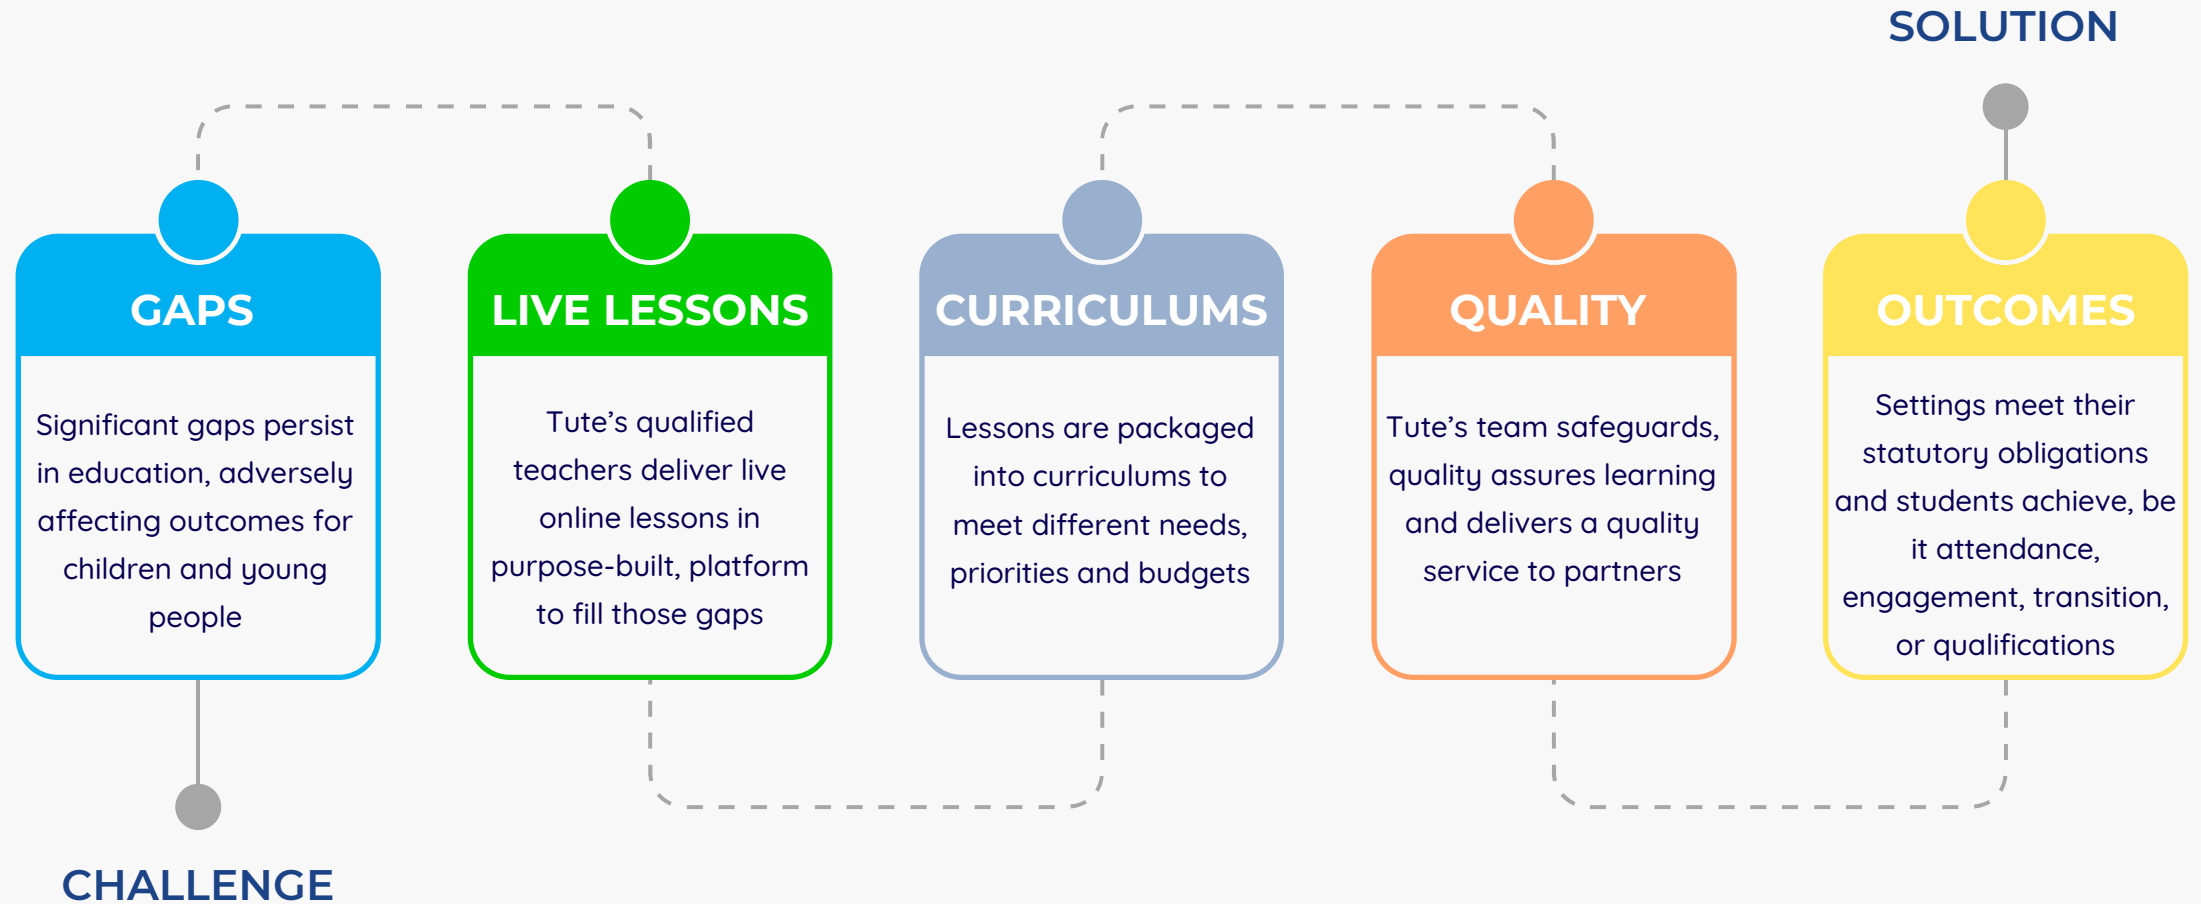 SOLUTION
GAPS
Significant gaps persist
in education, adversely
affecting outcomes for
children and young
people
LIVE LESSONS
Tute’s qualified
teachers deliver live
online lessons in
purpose-built, platform
to fill those gaps
CURRICULUMS
Lessons are packaged
into curriculums to
meet different needs,
priorities and budgets
QUALITY
Tute’s team safeguards,
quality assures learning
and delivers a quality
service to partners
OUTCOMES
Settings meet their
statutory obligations
and students achieve, be
it attendance,
engagement, transition,
or qualifications
CHALLENGE